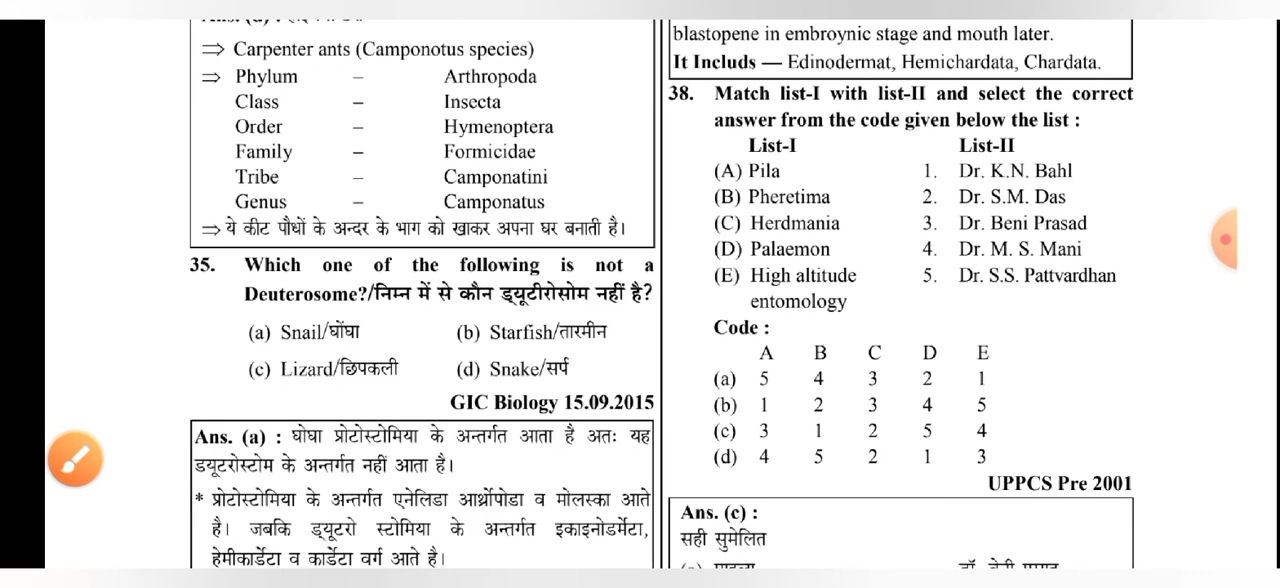 ⇒ Carpenter ants (Camponotus species)
⇒ Phylum – Arthropoda
Class – Insecta
Order – Hymenoptera
Family – Formicidae
Tribe – Camponatini
Genus – Camponatus
⇒ ये कीट पौधों के अन्दर के भाग को खाकर अपना घर बनाती है।
35. Which one of the following is not a
Deuterosome?/निम्न में से कौन ड्यूटीरोसोम नहीं है?
(a) Snail/घोंघा (b) Starfish/तारमीन
(c) Lizard/छिपकली (d) Snake/सर्प
GIC Biology 15.09.2015
Ans. (a) : घोघा प्रोटोस्टोमिया के अन्तर्गत आता है अतः यह
डयूटरोस्टोम के अन्तर्गत नहीं आता है।
* प्रोटोस्टोमिया के अन्तर्गत एनेलिडा आर्थ्रोपोडा व मोलस्का आते
है। जबकि ड्यूटरो स्टोमिया के अन्तर्गत इकाइनोडर्मेटा,
हेमीकार्डेटा व कार्डेटा वर्ग आते है।
blastopene in embroynic stage and mouth later.
It Includs — Edinodermat, Hemichardata, Chardata.
38. Match list-I with list-II and select the correct
answer from the code given below the list :
List-I List-II
(A) Pila 1. Dr. K.N. Bahl
(B) Pheretima 2. Dr. S.M. Das
(C) Herdmania 3. Dr. Beni Prasad
(D) Palaemon 4. Dr. M. S. Mani
(E) High altitude 5. Dr. S.S. Pattvardhan
entomology
Code :
A B C D E
(a) 5 4 3 2 1
(b) 1 2 3 4 5
(c) 3 1 2 5 4
(d) 4 5 2 1 3
UPPCS Pre 2001
Ans. (c) :
सही सुमेलित